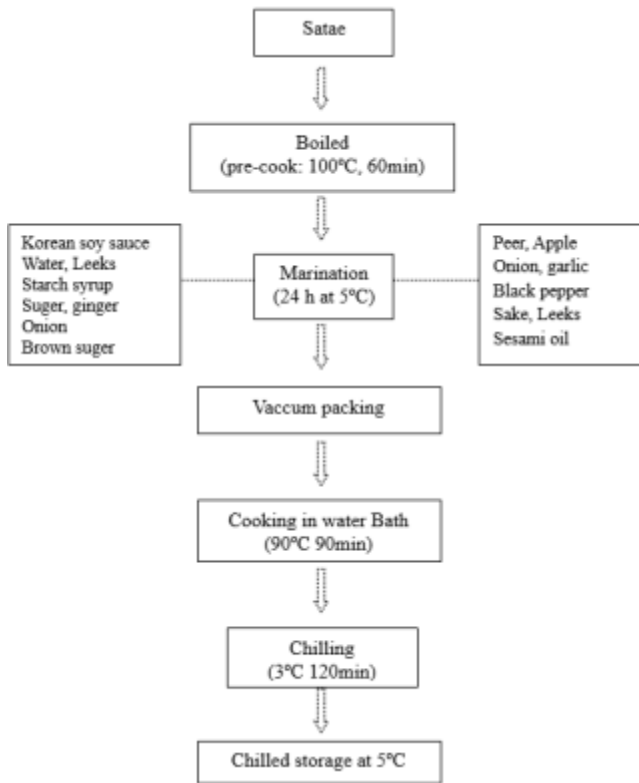 Satae
Boiled
(pre-cook: 100℃, 60min)
Korean soy sauce
Water, Leeks
Starch syrup
Suger, ginger
Onion
Brown suger
Marination
(24 h at 5℃)
Peer, Apple
Onion, garlic
Black pepper
Sake, Leeks
Sesami oil
Vaccum packing
Cooking in water Bath
(90℃ 90min)
Chilling
(3℃ 120min)
Chilled storage at 5℃